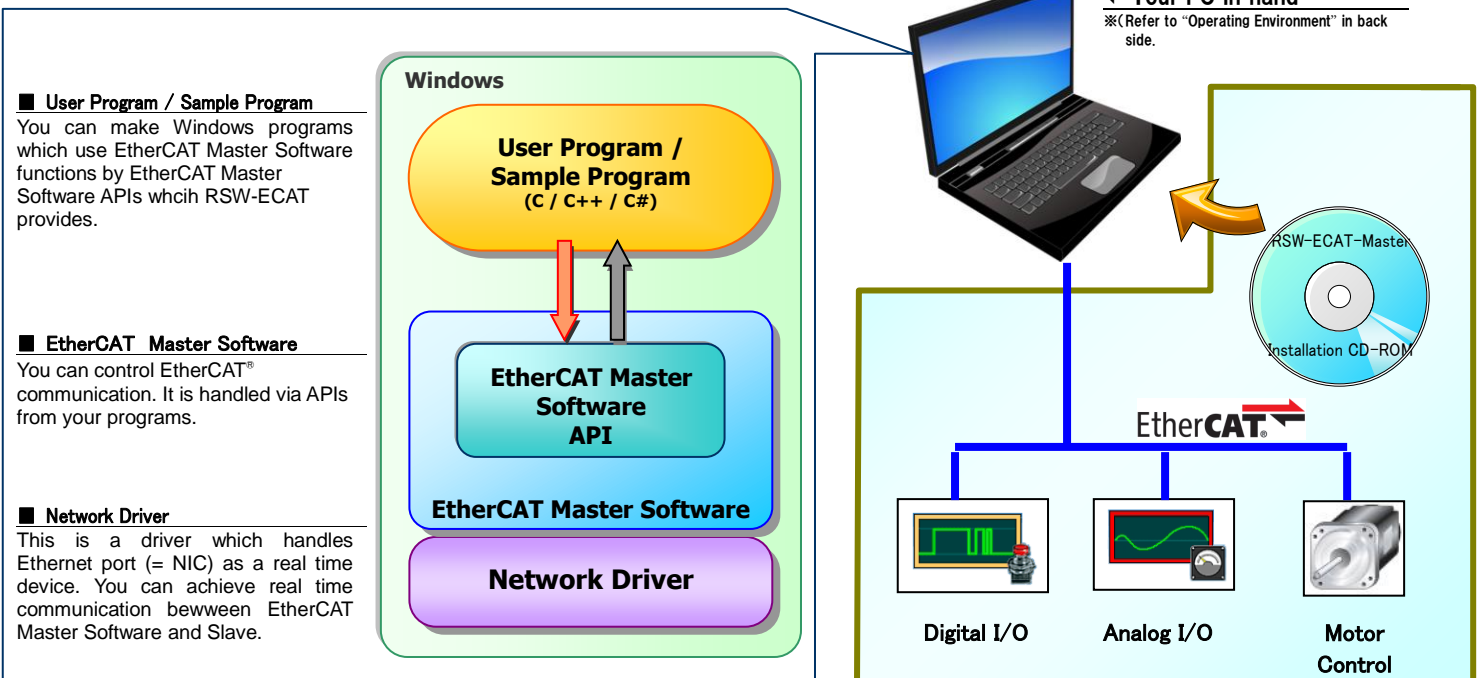 ■ User Program / Sample Program
You can make Windows programs
which use EtherCAT Master Software
functions by EtherCAT Master
Software APIs whcih RSW-ECAT
provides.
■ EtherCAT Master Software
You can control EtherCAT®
communication. It is handled via APIs
from your programs.
■ Network Driver
This is a driver which handles
Ethernet port (= NIC) as a real time
device. You can achieve real time
communication bewween EtherCAT
Master Software and Slave.
Windows
User Program /
Sample Program
(C / C++ / C#)
EtherCAT Master
Software
API
EtherCAT Master Software
Network Driver
Your PC in hand
※(Refer to “Operating Environment” in back
side.
RSW-ECAT-Master
Installation CD-ROM
EtherCAT®
Digital I/O
Analog I/O
Motor
Control